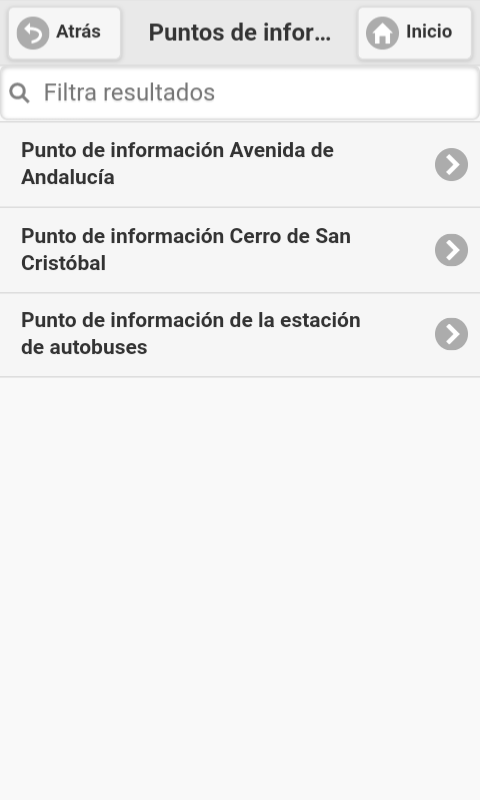 Atrás
Puntos de infor...
Inicio
Filtra resultados
Punto de información Avenida de
Andalucía
Punto de información Cerro de San
Cristóbal
Punto de información de la estación
de autobuses